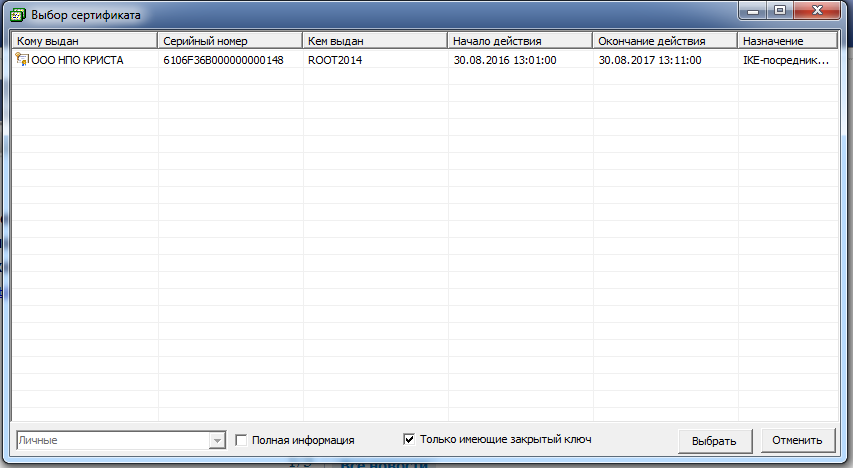 Выбор сертификата
Кому выдан Серийный номер Кем выдан Начало действия Окончание действия Назначение
ООО НПО КРИСТА 6106F36B000000000148 ROOT2014 30.08.2016 13:01:00 30.08.2017 13:11:00 IKE-посредник...
Личные Полная информация Только имеющие закрытый ключ Выбрать Отменить